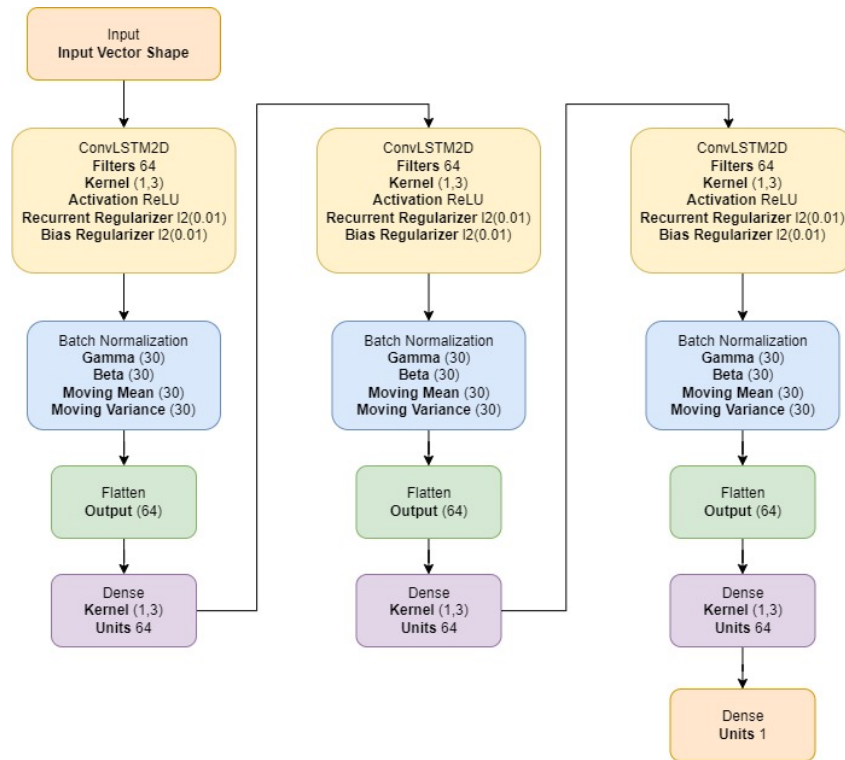 Input
Input Vector Shape
ConvLSTM2D
Filters 64
Kernel (1,3)
Activation ReLU
Recurrent Regularizer l2(0.01)
Bias Regularizer l2(0.01)
Batch Normalization
Gamma (30)
Beta (30)
Moving Mean (30)
Moving Variance (30)
Flatten
Output (64)
Dense
Kernel (1,3)
Units 64
ConvLSTM2D
Filters 64
Kernel (1,3)
Activation ReLU
Recurrent Regularizer l2(0.01)
Bias Regularizer l2(0.01)
Batch Normalization
Gamma (30)
Beta (30)
Moving Mean (30)
Moving Variance (30)
Flatten
Output (64)
Dense
Kernel (1,3)
Units 64
ConvLSTM2D
Filters 64
Kernel (1,3)
Activation ReLU
Recurrent Regularizer l2(0.01)
Bias Regularizer l2(0.01)
Batch Normalization
Gamma (30)
Beta (30)
Moving Mean (30)
Moving Variance (30)
Flatten
Output (64)
Dense
Kernel (1,3)
Units 64
Dense
Units 1